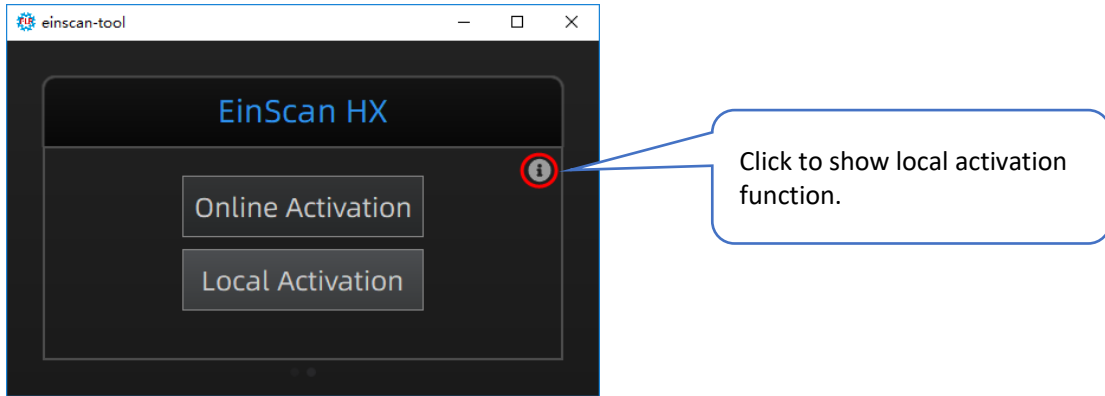 einscan-tool
EinScan HX
Online Activation
Local Activation
Click to show local activation
function.